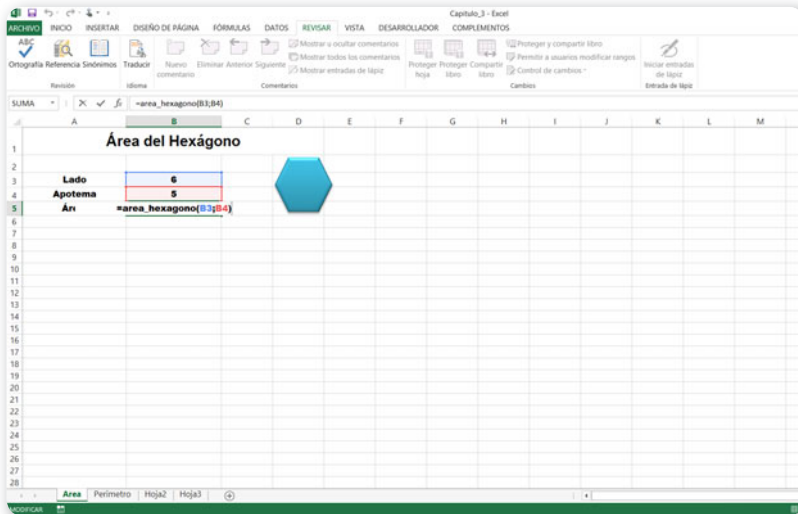 Capitulo_3 - Excel
ARCHIVO INICIO INSERTAR DISEÑO DE PÁGINA FÓRMULAS DATOS REVISAR VISTA DESARROLLADOR COMPLEMENTOS
ABC
Ortografía Referencia Sinónimos
Traducir
Nuevo comentario
Eliminar Anterior Siguiente
Mostrar u ocultar comentarios
Mostrar todos los comentarios
Mostrar entradas de lápiz
Proteger hoja
Proteger libro
Compartir libro
Proteger y compartir libro
Permitir a usuarios modificar rangos
Control de cambios
Iniciar entradas de lápiz
Revisión Idioma Comentarios Cambios Entrada de lápiz
SUMA fx =area_hexagono(B3;B4)
A B C D E F G H I J K L M
1 Área del Hexágono
2
3 Lado 6
4 Apotema 5
5 Áre =area_hexagono(B3;B4)
6
7
8
9
10
11
12
13
14
15
16
17
18
19
20
21
22
23
24
25
26
27
28
Area Perimetro Hoja2 Hoja3
MODIFICAR